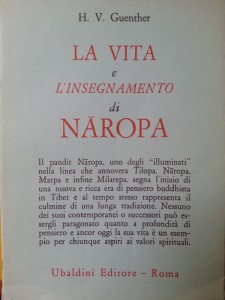 H. V. Guenther
LA VITA
e
L'INSEGNAMENTO
di
NĀROPA
Il pandit Nāropa, uno degli "illuminati"
nella linea che annovera Tilopa, Nāropa,
Marpa e infine Milarepa, segna l'inizio di
una nuova e ricca era di pensiero buddhista
in Tibet e al tempo stesso rappresenta il
culmine di una lunga tradizione. Nessuno
dei suoi contemporanei o successori può es-
sergli paragonato quanto a profondità di
pensiero e ancor oggi la sua vita è un esem-
pio per chiunque aspiri ai valori spirituali.
Ubaldini Editore - Roma